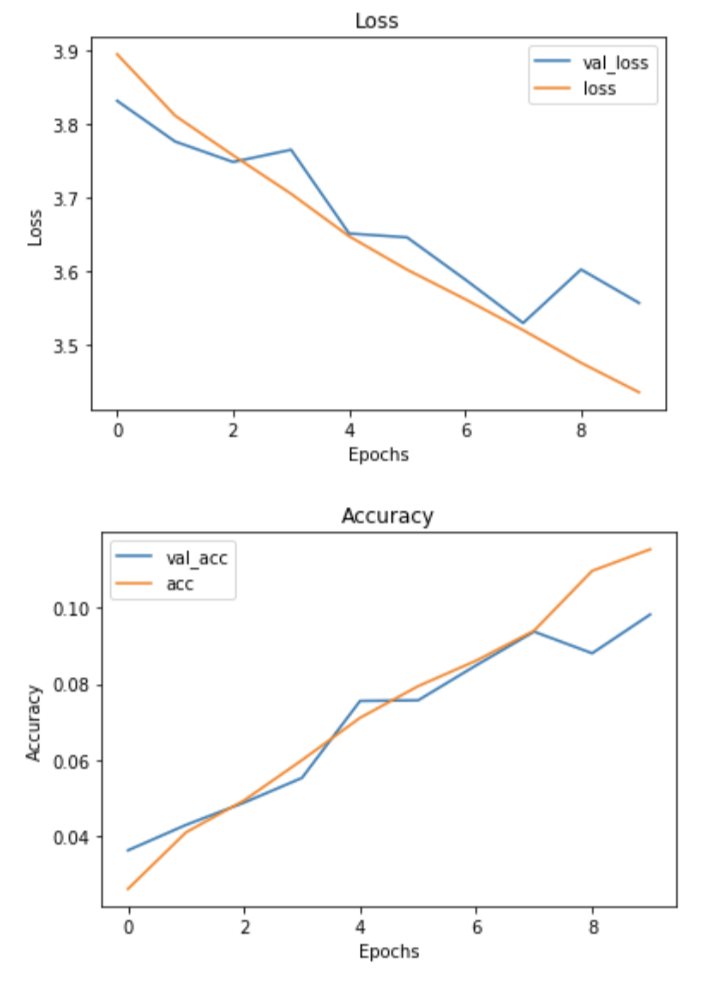 Loss
3.9
val_loss
loss
3.8
3.7
Loss
3.6
3.5
0 2 4 6 8
Epochs
Accuracy
val_acc
acc
0.10
0.08
Accuracy
0.06
0.04
0 2 4 6 8
Epochs